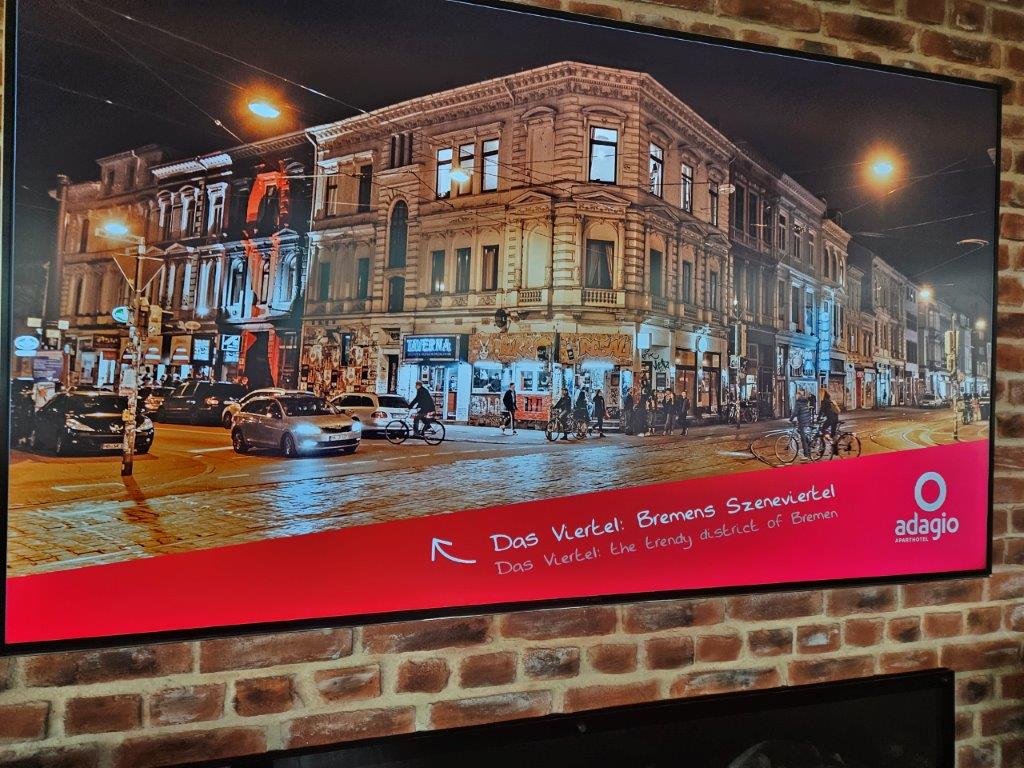 TAVERNA
Das Viertel: Bremens Szeneviertel
Das Viertel: the trendy district of Bremen
adagio
APARTHOTEL